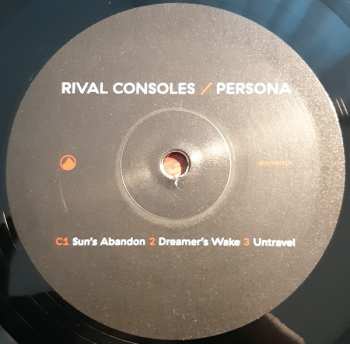 RIVAL CONSOLES / PERSONA
C1 Sun's Abandon 2 Dreamer's Wake 3 Untravel